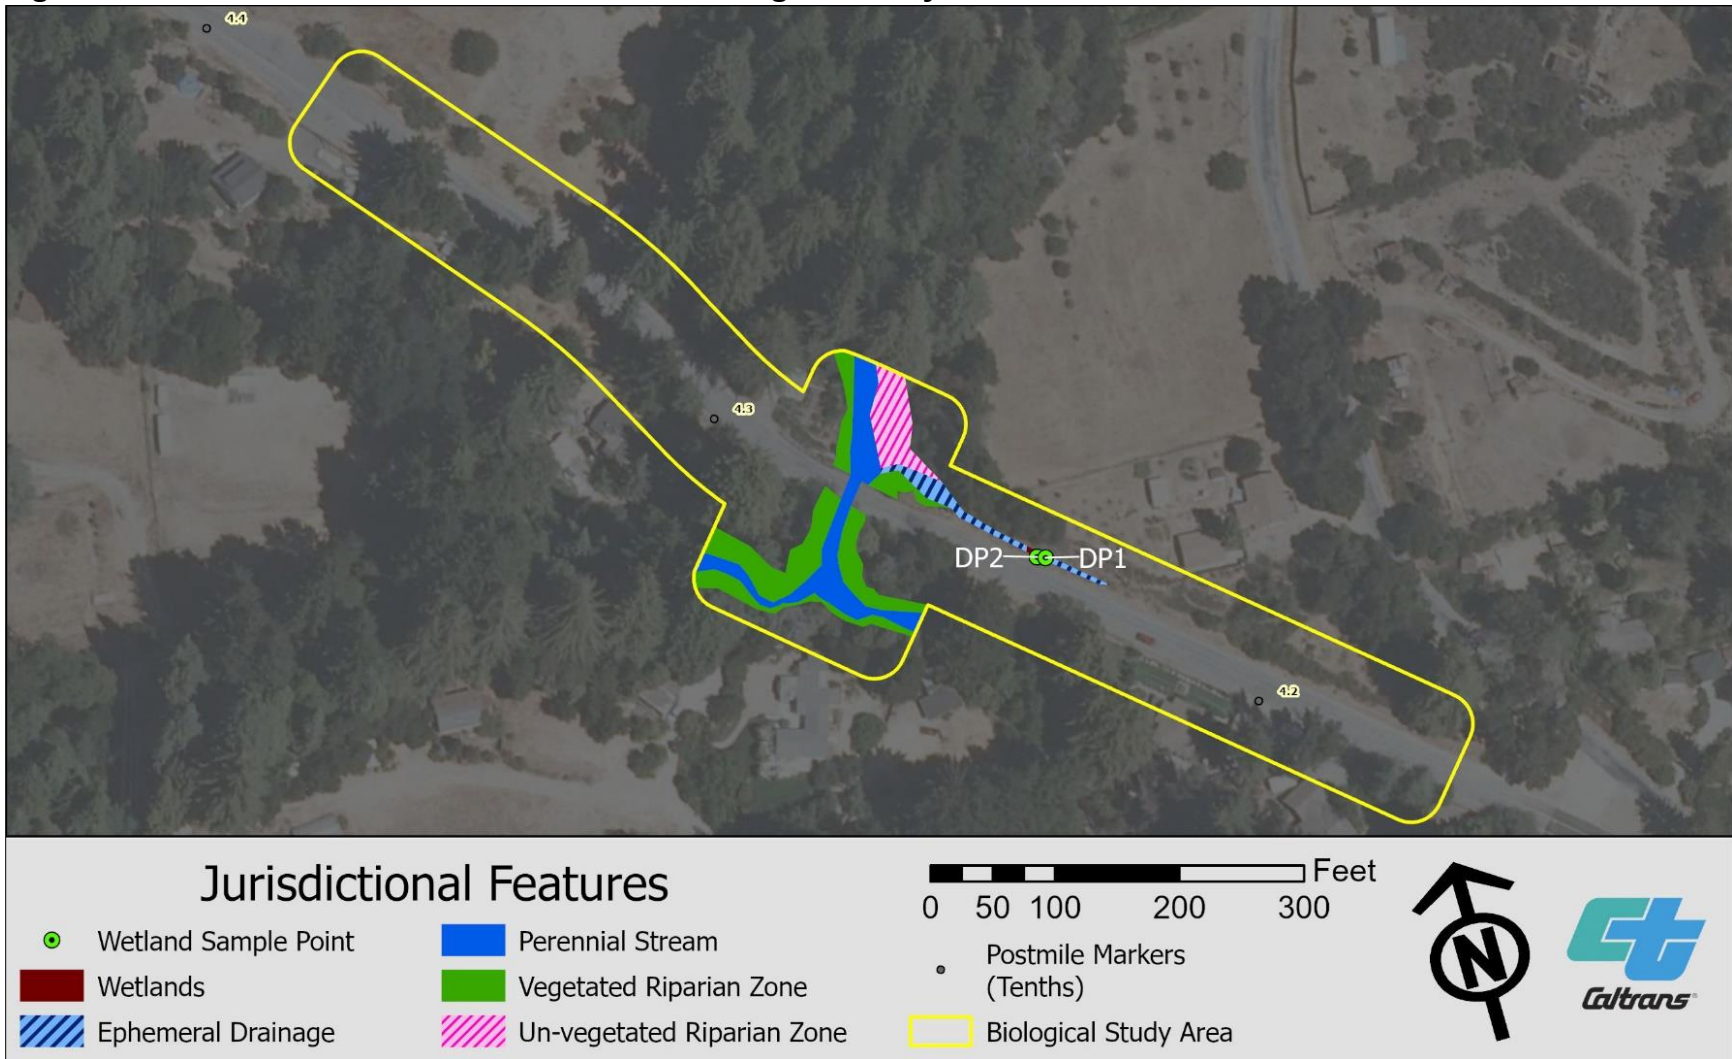 4.4
4.3
DP2
DP1
4.2
Jurisdictional Features
Wetland Sample Point
Wetlands
Ephemeral Drainage
Perennial Stream
Vegetated Riparian Zone
Un-vegetated Riparian Zone
Feet
0 50 100 200 300
Postmile Markers
(Tenths)
Biological Study Area
N
Caltrans®